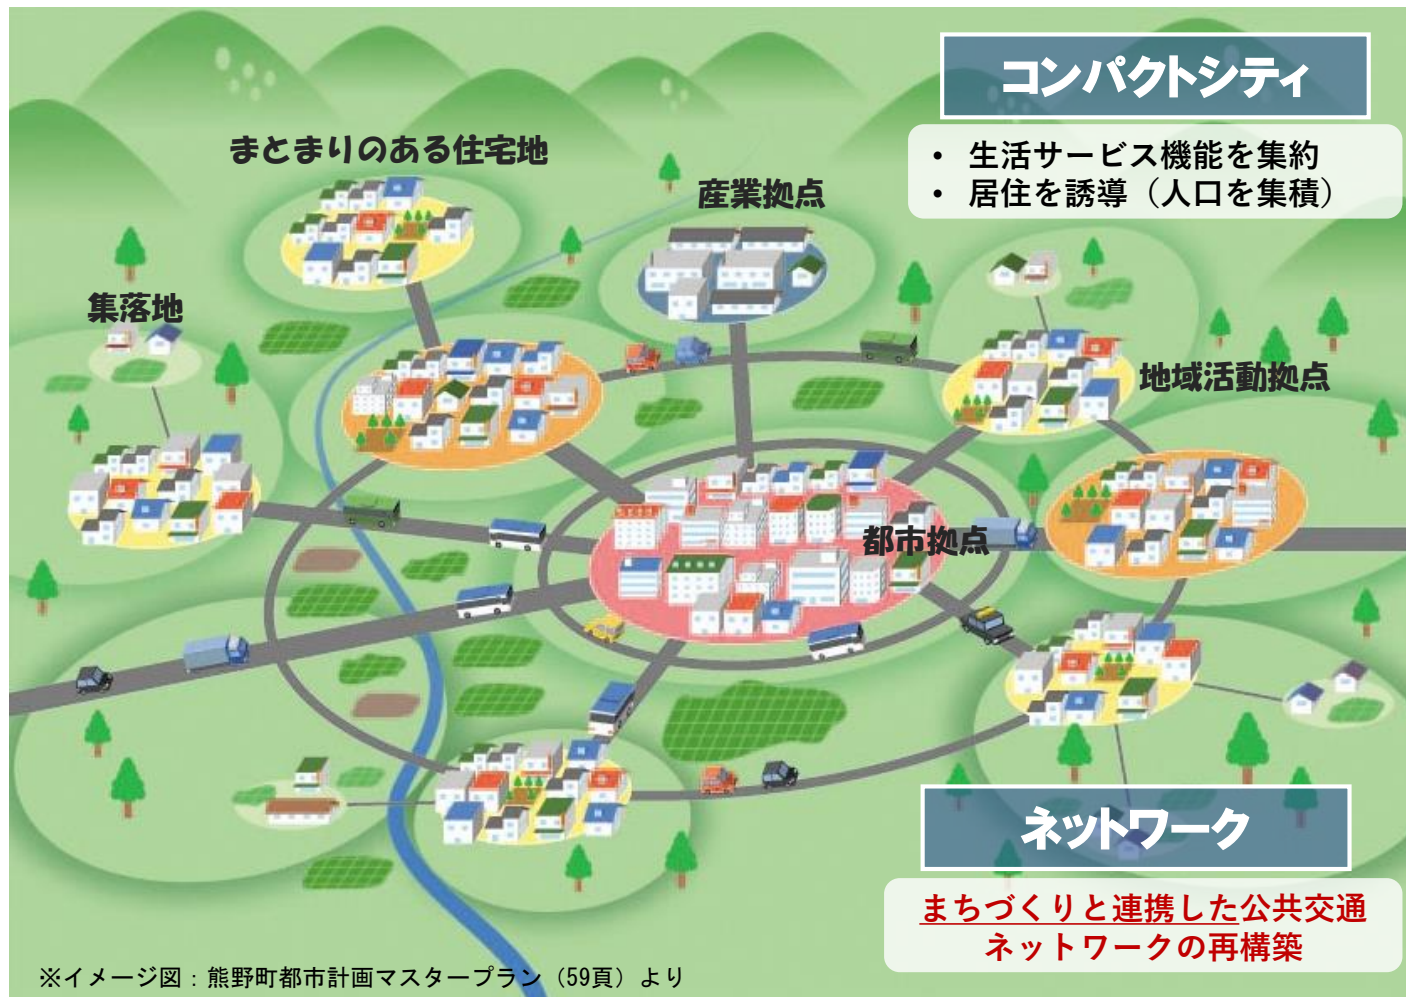 コンパクトシティ
• 生活サービス機能を集約
• 居住を誘導（人口を集積）
まとまりのある住宅地
産業拠点
集落地
地域活動拠点
都市拠点
ネットワーク
まちづくりと連携した公共交通
ネットワークの再構築
※イメージ図：熊野町都市計画マスタープラン（59頁）より